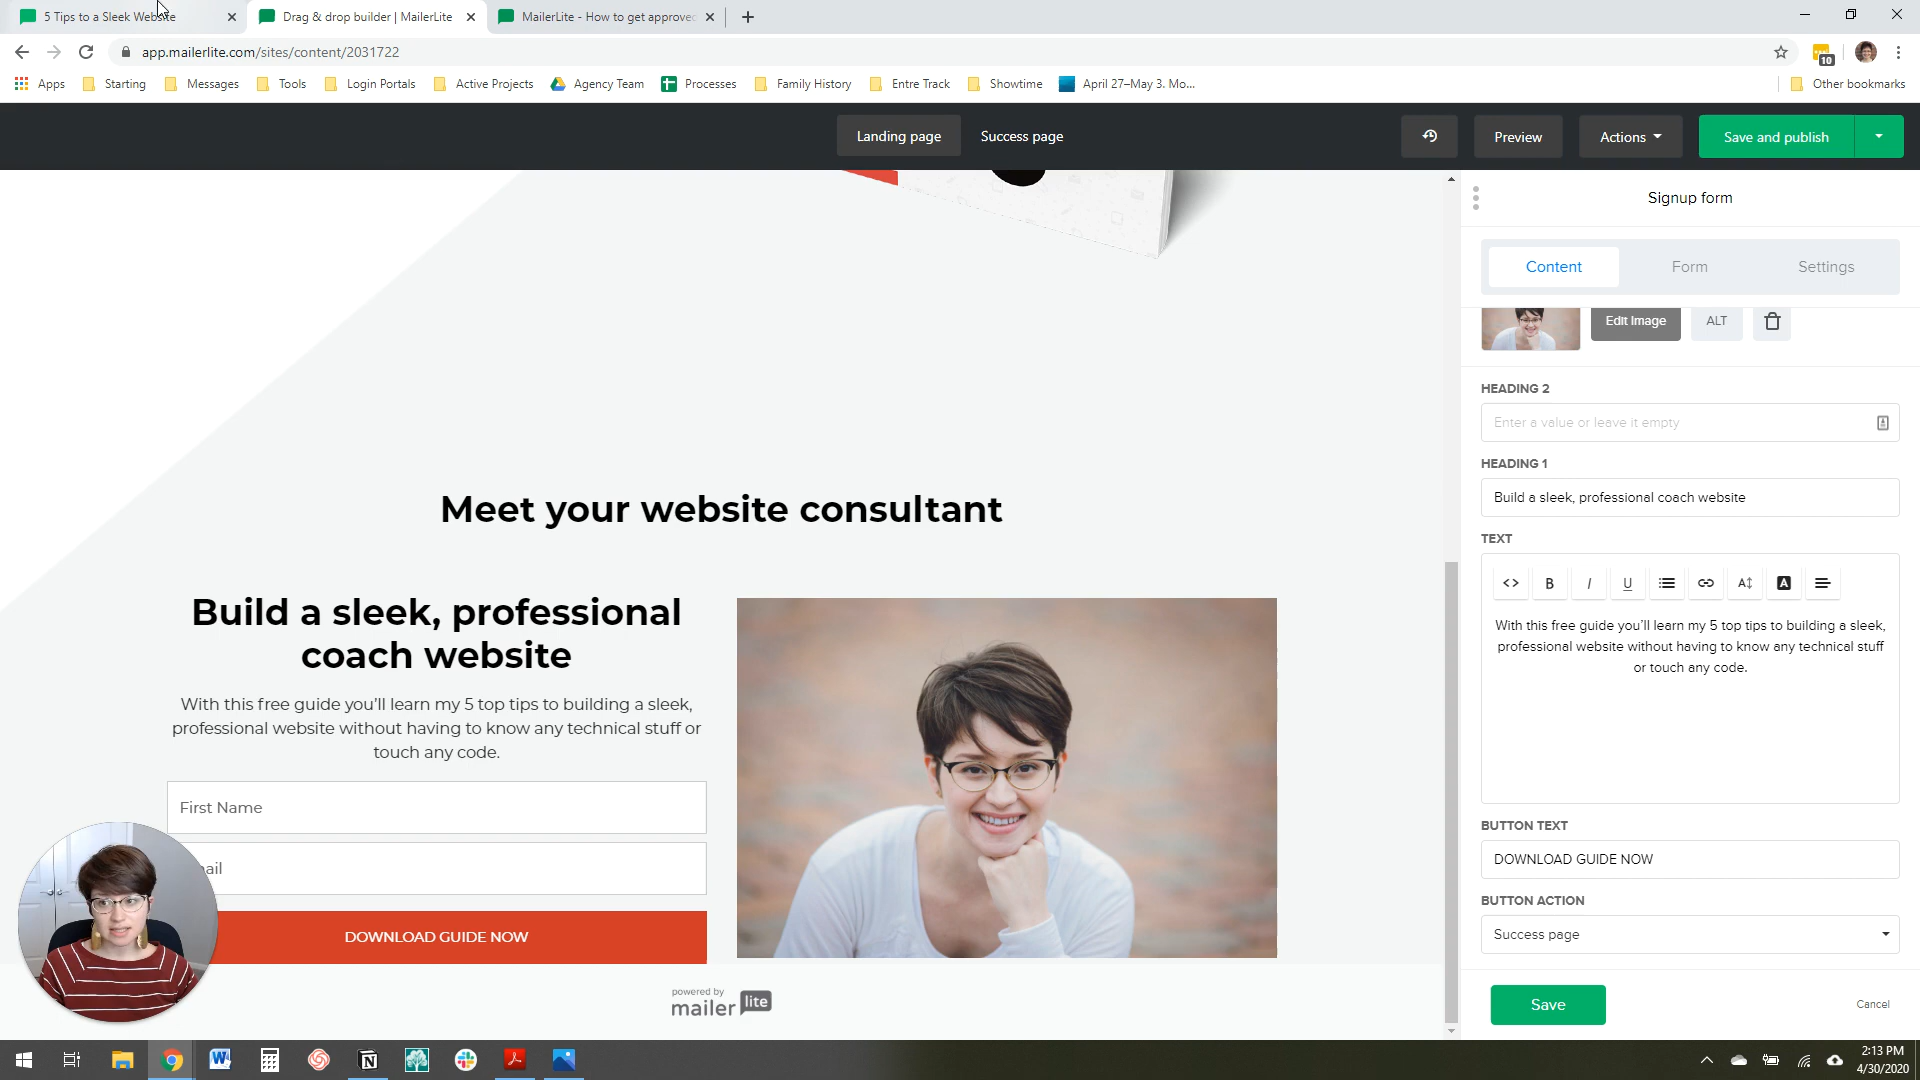 5 Tips to a Sleek Website
Drag & drop builder | MailerLite
MailerLite - How to get approved
app.mailerlite.com/sites/content/2031722
10
Apps
Starting
Messages
Tools
Login Portals
Active Projects
Agency Team
Processes
Family History
Entre Track
Showtime
April 27–May 3. Mo...
Other bookmarks
Landing page
Success page
Preview
Actions
Save and publish
Signup form
Content
Form
Settings
Edit Image
ALT
HEADING 2
Enter a value or leave it empty
HEADING 1
Build a sleek, professional coach website
TEXT
With this free guide you'll learn my 5 top tips to building a sleek,
professional website without having to know any technical stuff
or touch any code.
BUTTON TEXT
DOWNLOAD GUIDE NOW
BUTTON ACTION
Success page
Save
Cancel
Meet your website consultant
Build a sleek, professional
coach website
With this free guide you'll learn my 5 top tips to building a sleek,
professional website without having to know any technical stuff or
touch any code.
First Name
ail
DOWNLOAD GUIDE NOW
powered by
mailer lite
2:13 PM
4/30/2020